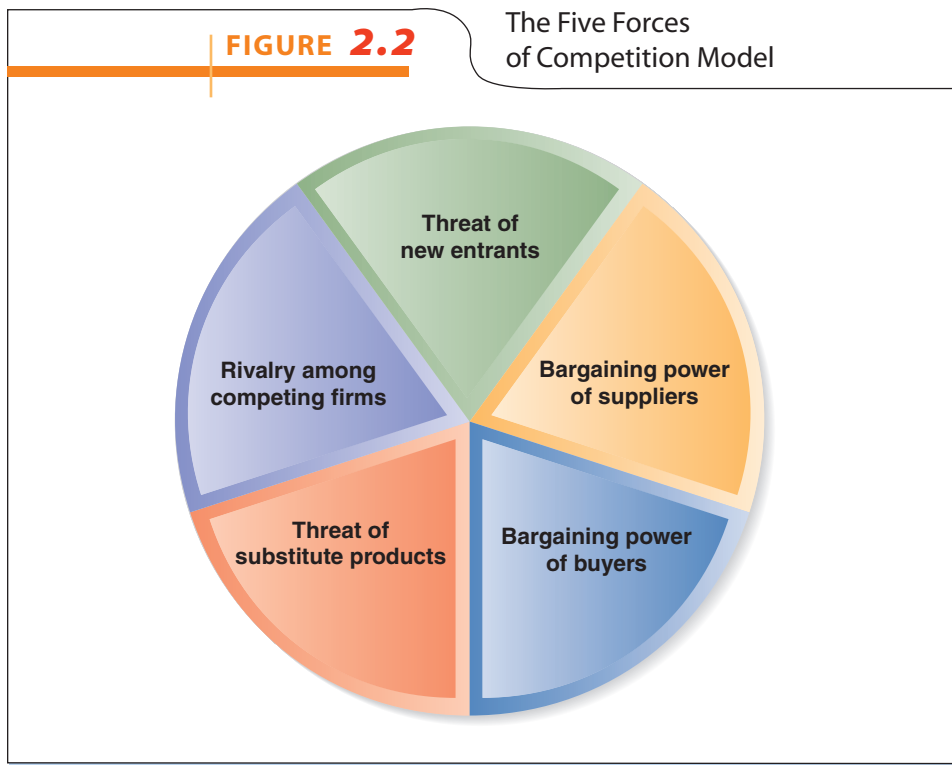 FIGURE 2.2
The Five Forces
of Competition Model
Threat of
new entrants
Rivalry among
competing firms
Bargaining power
of suppliers
Threat of
substitute products
Bargaining power
of buyers